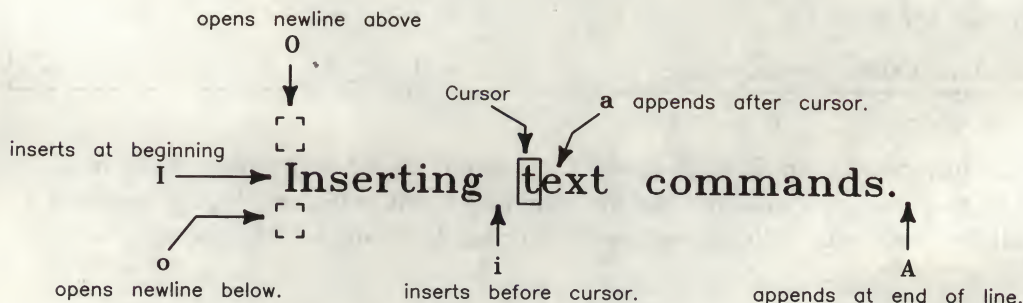 opens newline above
O
Cursor
a appends after cursor.
inserts at beginning
I
Inserting text commands.
o
i
A
opens newline below.
inserts before cursor.
appends at end of line.